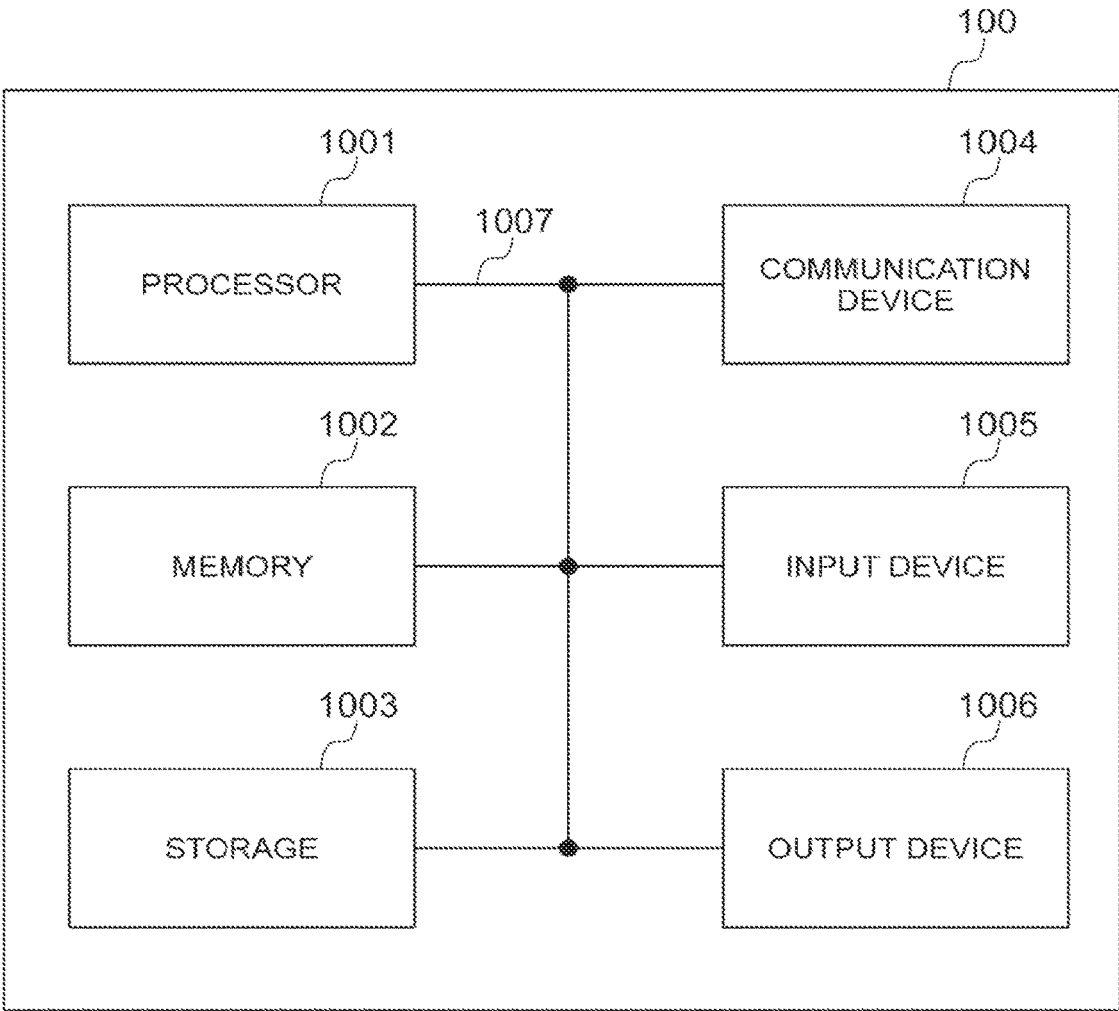 100
1001
1004
1007
PROCESSOR
COMMUNICATION
DEVICE
1002
1005
MEMORY
INPUT DEVICE
1003
1006
STORAGE
OUTPUT DEVICE